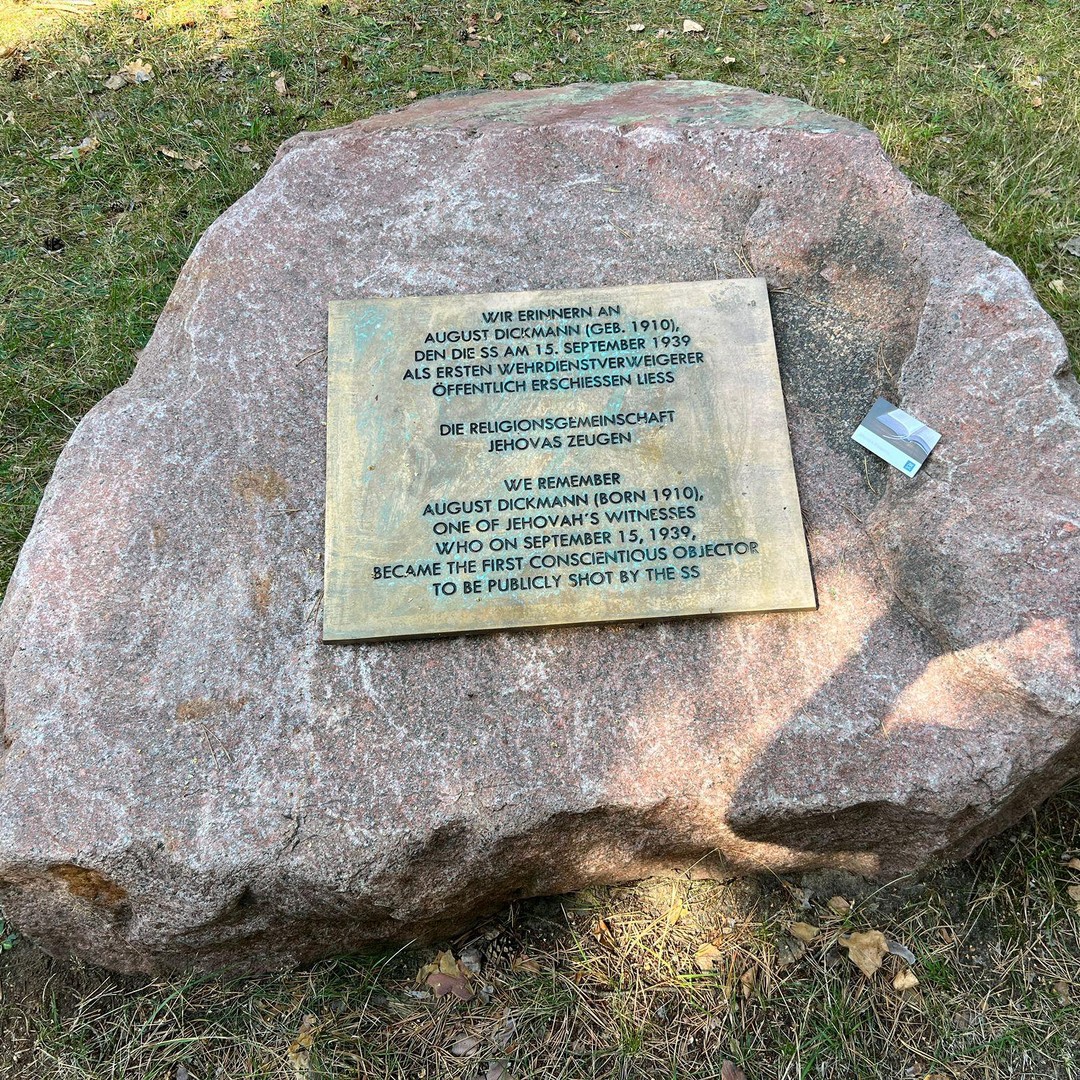 WIR ERINNERN AN
AUGUST DICKMANN (GEB. 1910),
DEN DIE SS AM 15. SEPTEMBER 1939
ALS ERSTEN WEHRDIENSTVERWEIGERER
ÖFFENTLICH ERSCHIESSEN LIESS
DIE RELIGIONSGEMEINSCHAFT
JEHOVAS ZEUGEN
WE REMEMBER
AUGUST DICKMANN (BORN 1910),
ONE OF JEHOVAH'S WITNESSES
WHO ON SEPTEMBER 15, 1939,
BECAME THE FIRST CONSCIENTIOUS OBJECTOR
TO BE PUBLICLY SHOT BY THE SS